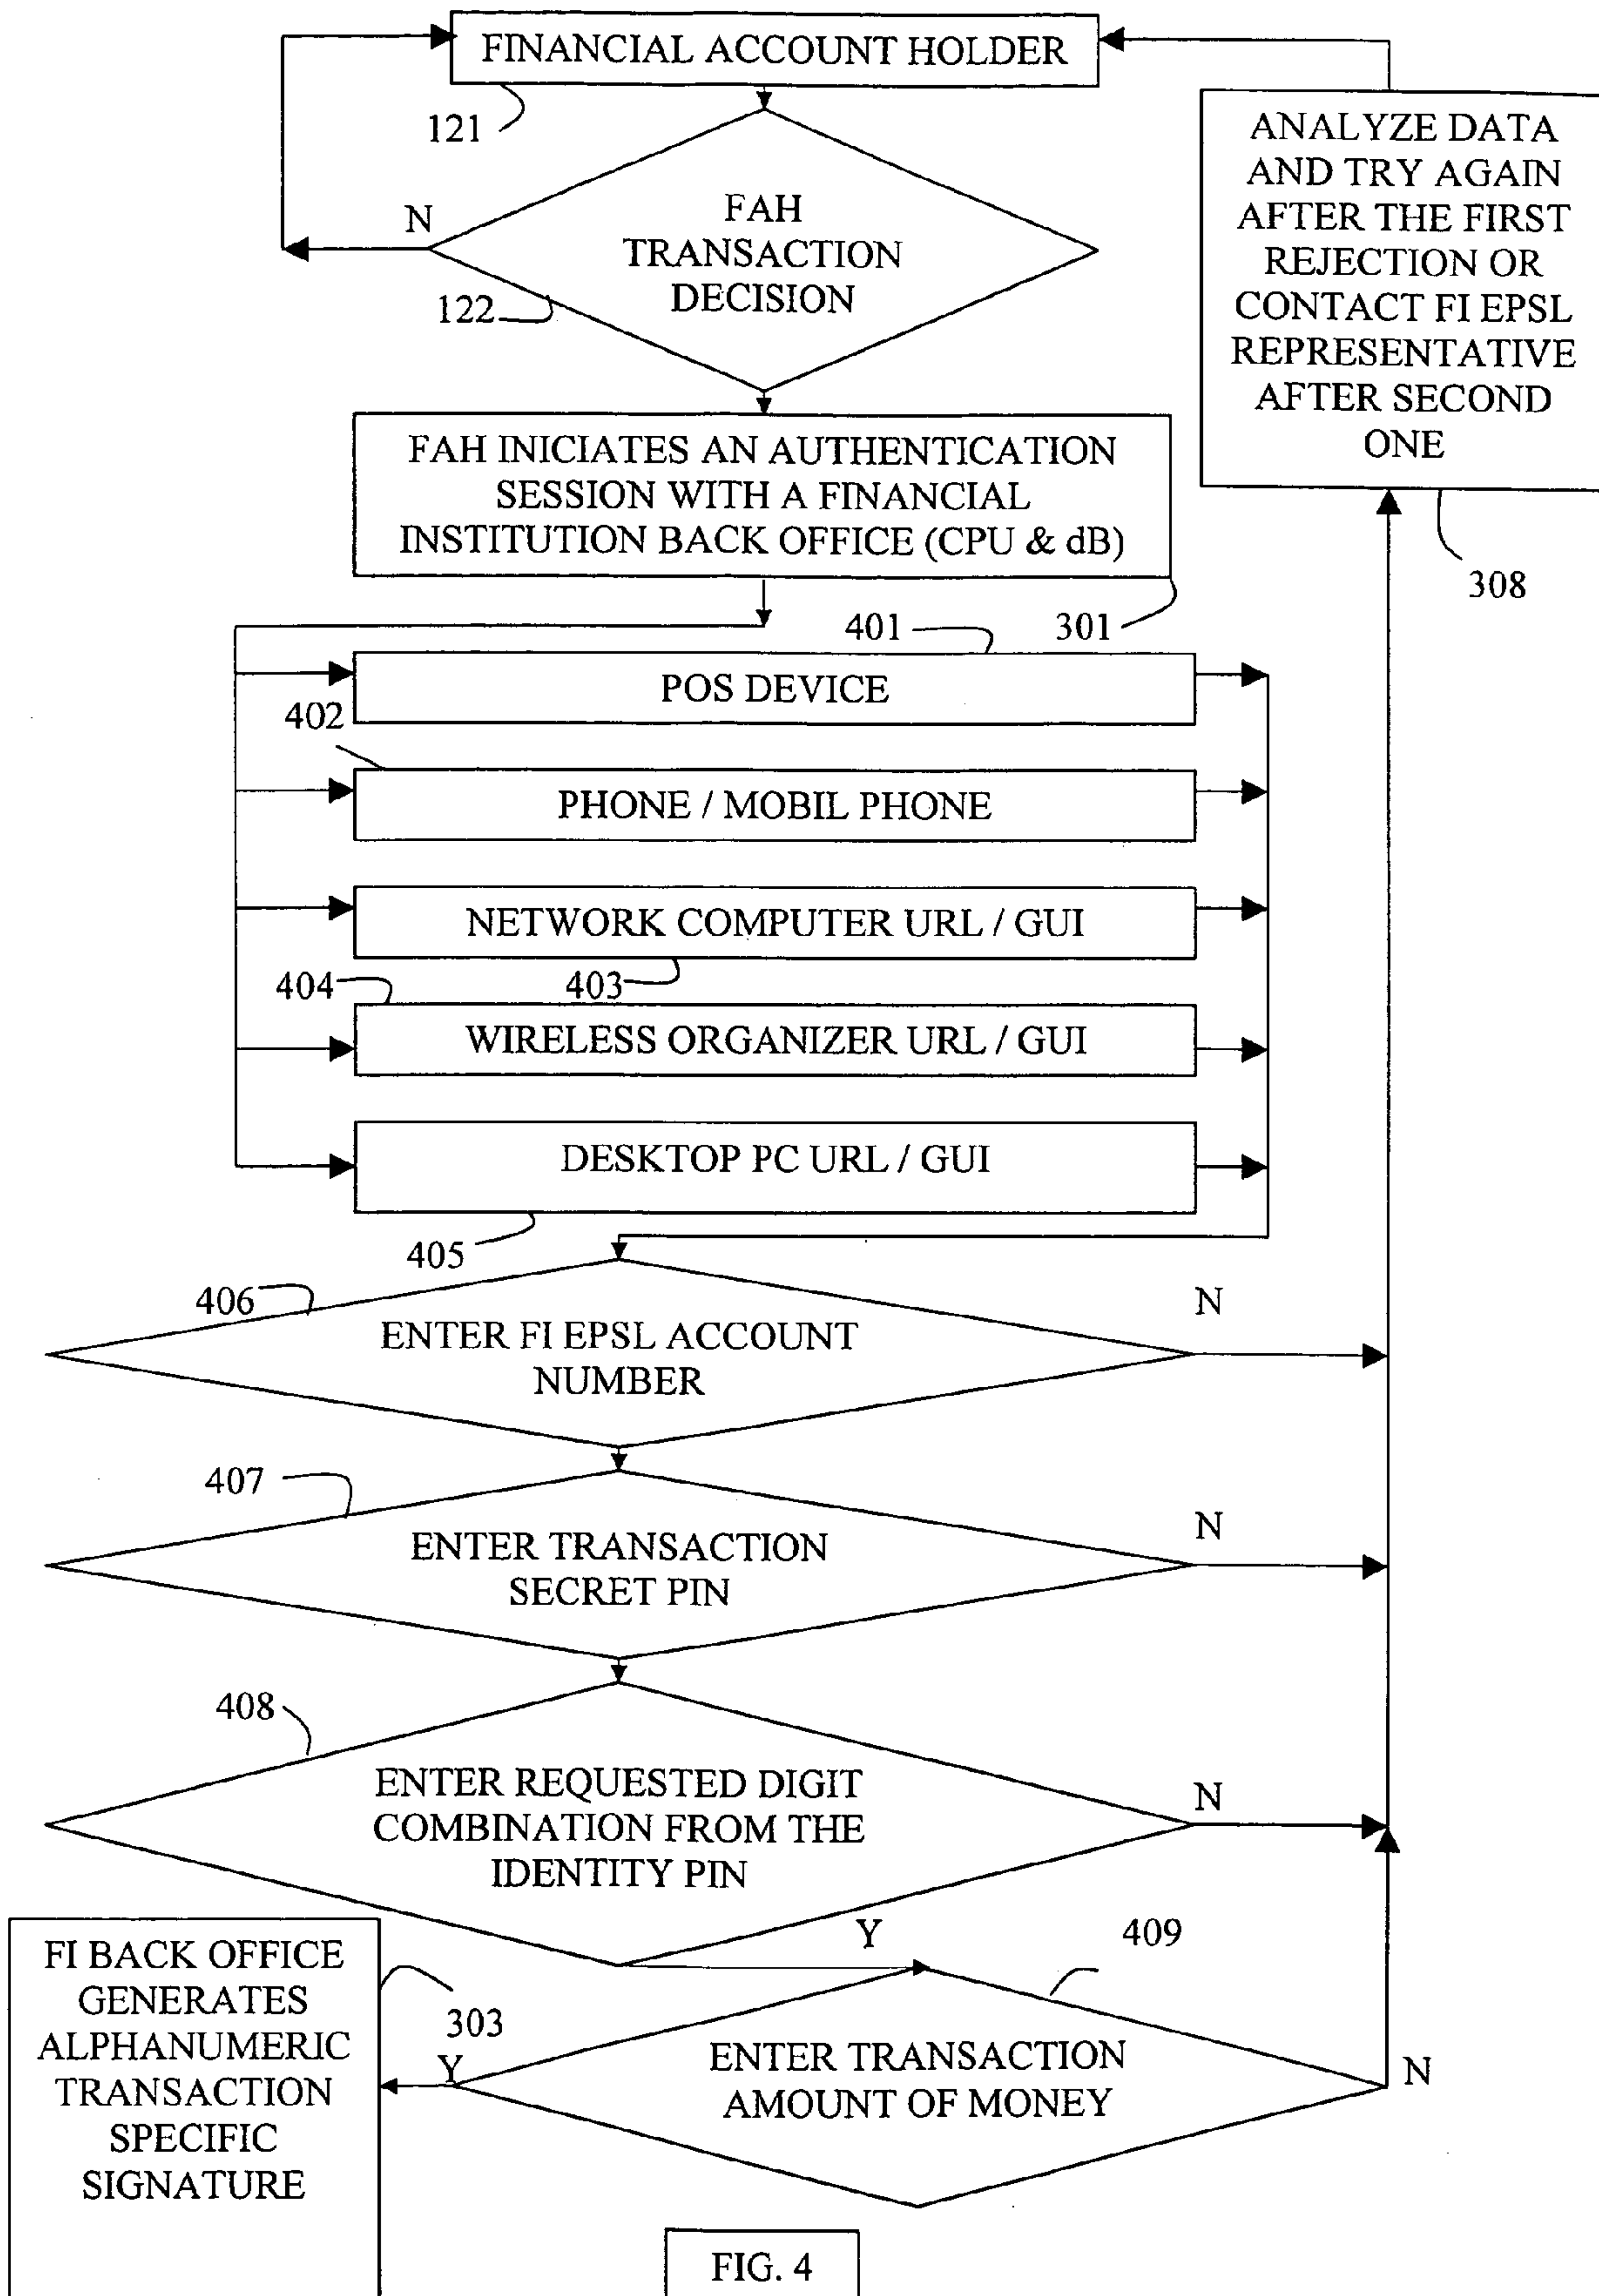 FINANCIAL ACCOUNT HOLDER
121
ANALYZE DATA
AND TRY AGAIN
AFTER THE FIRST
REJECTION OR
CONTACT FI EPSL
REPRESENTATIVE
AFTER SECOND
ONE
308
N
FAH
TRANSACTION
DECISION
122
FAH INICIATES AN AUTHENTICATION
SESSION WITH A FINANCIAL
INSTITUTION BACK OFFICE (CPU & dB)
401
301
POS DEVICE
402
PHONE / MOBIL PHONE
NETWORK COMPUTER URL / GUI
404
403
WIRELESS ORGANIZER URL / GUI
DESKTOP PC URL / GUI
405
406
N
ENTER FI EPSL ACCOUNT
NUMBER
407
N
ENTER TRANSACTION
SECRET PIN
408
N
ENTER REQUESTED DIGIT
COMBINATION FROM THE
IDENTITY PIN
Y
409
FI BACK OFFICE
GENERATES
ALPHANUMERIC
TRANSACTION
SPECIFIC
SIGNATURE
303
Y
ENTER TRANSACTION
AMOUNT OF MONEY
N
FIG. 4